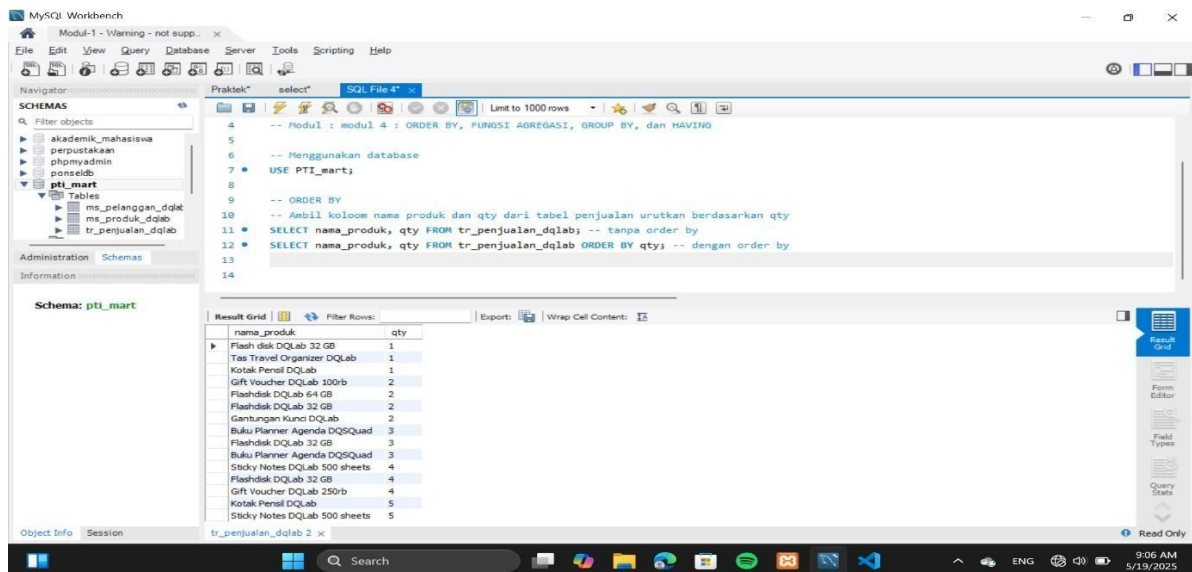 MySQL Workbench
Modul-1 - Warning - not supp..
File Edit View Query Database Server Tools Scripting Help
Navigator
Praktek* select* SQL File 4*
SCHEMAS
Limit to 1000 rows
Filter objects
akademik_mahasiswa
perpustakaan
phpmyadmin
ponseldb
pti_mart
Tables
ms_pelanggan_dqlab
ms_produk_dqlab
tr_penjualan_dqlab
Administration Schemas
Information
Schema: pti_mart
4 -- Modul : modul 4 : ORDER BY, FUNGSI AGREGASI, GROUP BY, dan HAVING
5
6 -- Menggunakan database
7 USE PTI_mart;
8
9 -- ORDER BY
10 -- Ambil koloom nama produk dan qty dari tabel penjualan urutkan berdasarkan qty
11 SELECT nama_produk, qty FROM tr_penjualan_dqlab; -- tanpa order by
12 SELECT nama_produk, qty FROM tr_penjualan_dqlab ORDER BY qty; -- dengan order by
13
14
Result Grid Filter Rows: Export: Wrap Cell Content:
nama_produk qty
Flash disk DQLab 32 GB 1
Tas Travel Organizer DQLab 1
Kotak Pensil DQLab 1
Gift Voucher DQLab 100rb 2
Flashdisk DQLab 64 GB 2
Flashdisk DQLab 32 GB 2
Gantungan Kunci DQLab 2
Buku Planner Agenda DQSQuad 3
Flashdisk DQLab 32 GB 3
Buku Planner Agenda DQSQuad 3
Sticky Notes DQLab 500 sheets 4
Flashdisk DQLab 32 GB 4
Gift Voucher DQLab 250rb 4
Kotak Pensil DQLab 5
Sticky Notes DQLab 500 sheets 5
Result Grid
Form Editor
Field Types
Query Stats
Object Info Session
tr_penjualan_dqlab 2
Read Only
Search
ENG
9:06 AM
5/19/2025